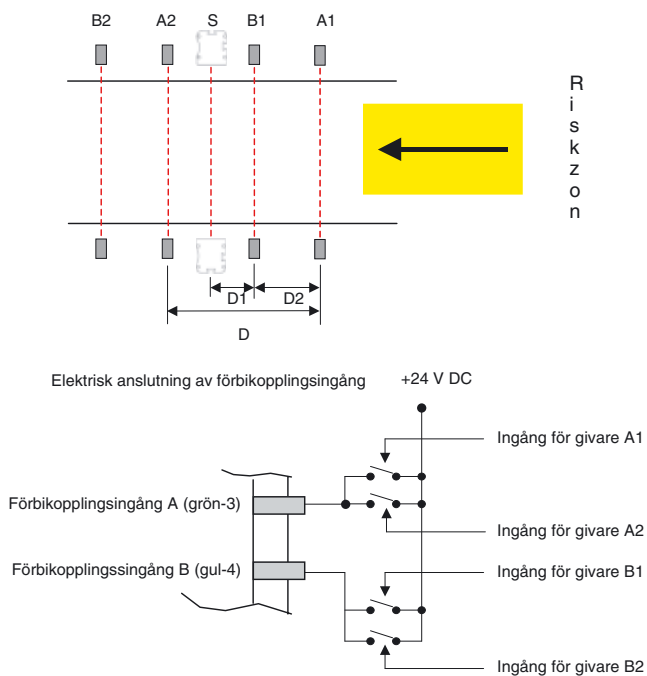 B2 A2 S B1 A1
Riskzon
D1 D2
D
Elektrisk anslutning av förbikopplingsingång
+24 V DC
Ingång för givare A1
Förbikopplingsingång A (grön-3)
Ingång för givare A2
Förbikopplingssingång B (gul-4)
Ingång för givare B1
Ingång för givare B2